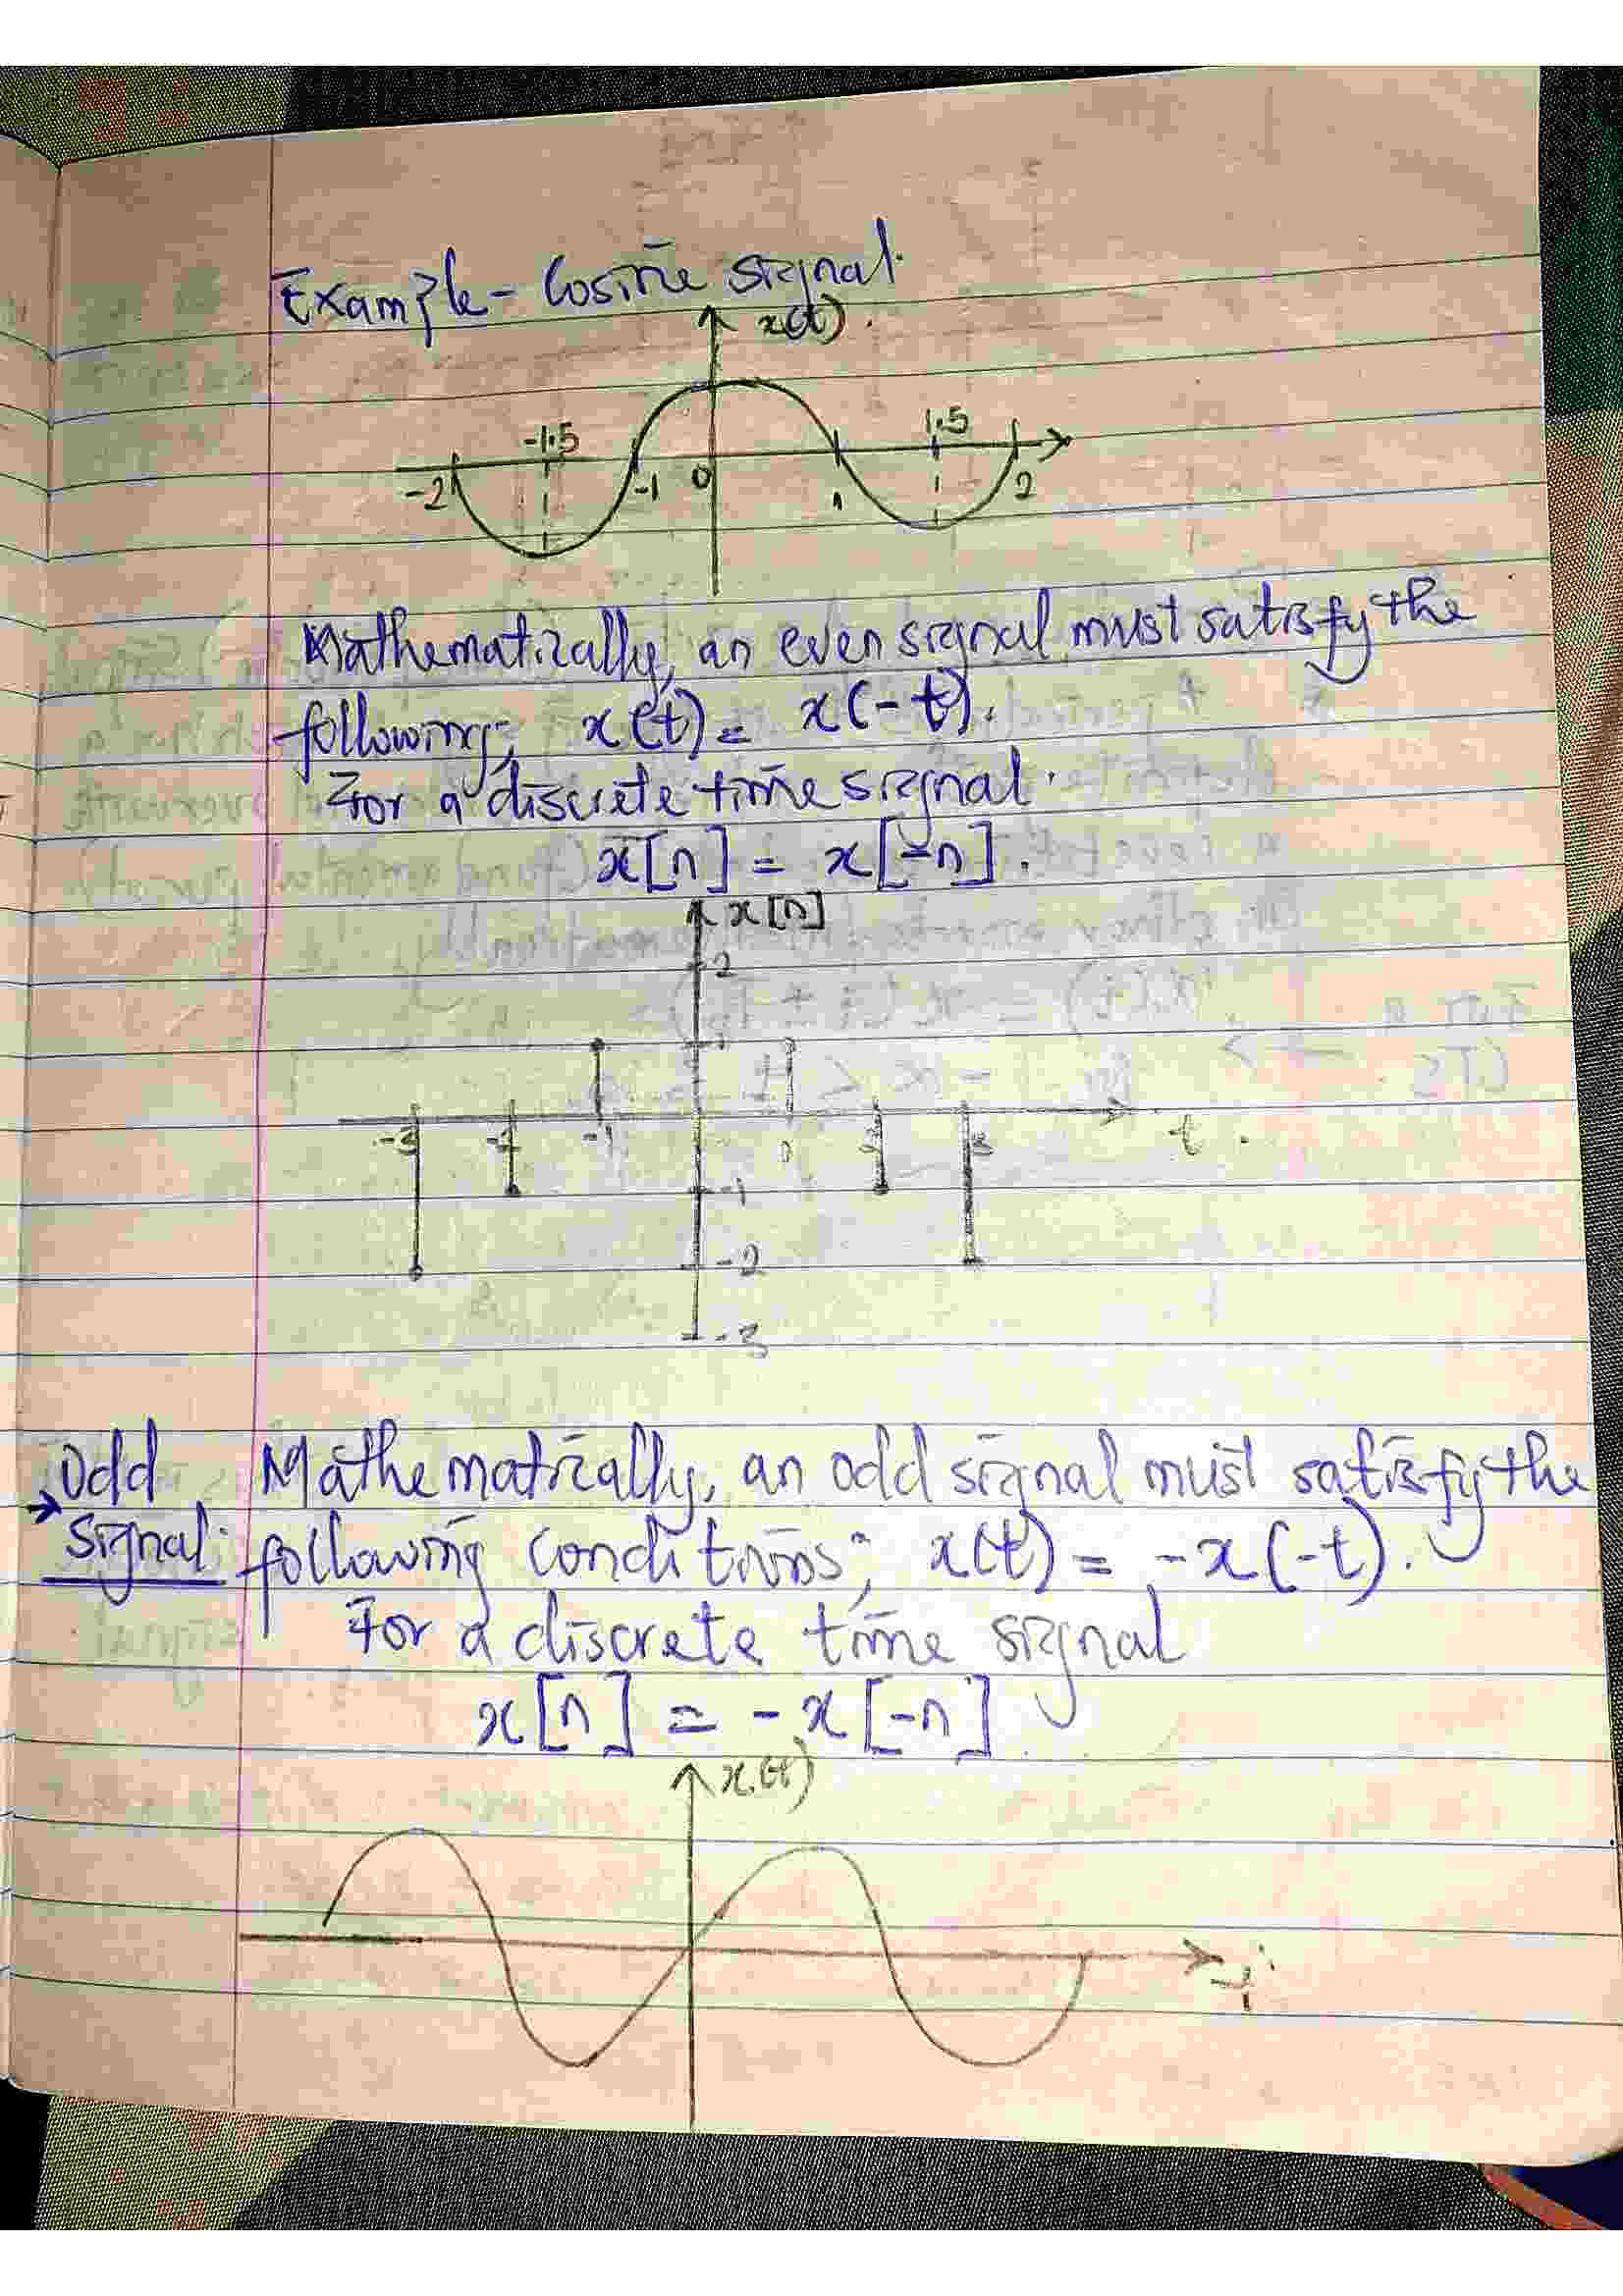 Example - Cosine signal.
x(t).
-1.5 1.5
-2 -1 0 1 2
Mathematically, an even signal must satisfy the
following; x(t) = x(-t).
For a discrete time signal.
x[n] = x[-n].
x[n]
2
1
-3 -2 -1 2 3 t.
-1
-2
-3
Odd Mathematically, an odd signal must satisfy the
→ signal: following conditions; x(t) = -x(-t).
For a discrete time signal
x[n] = -x[-n]
x(t)
t